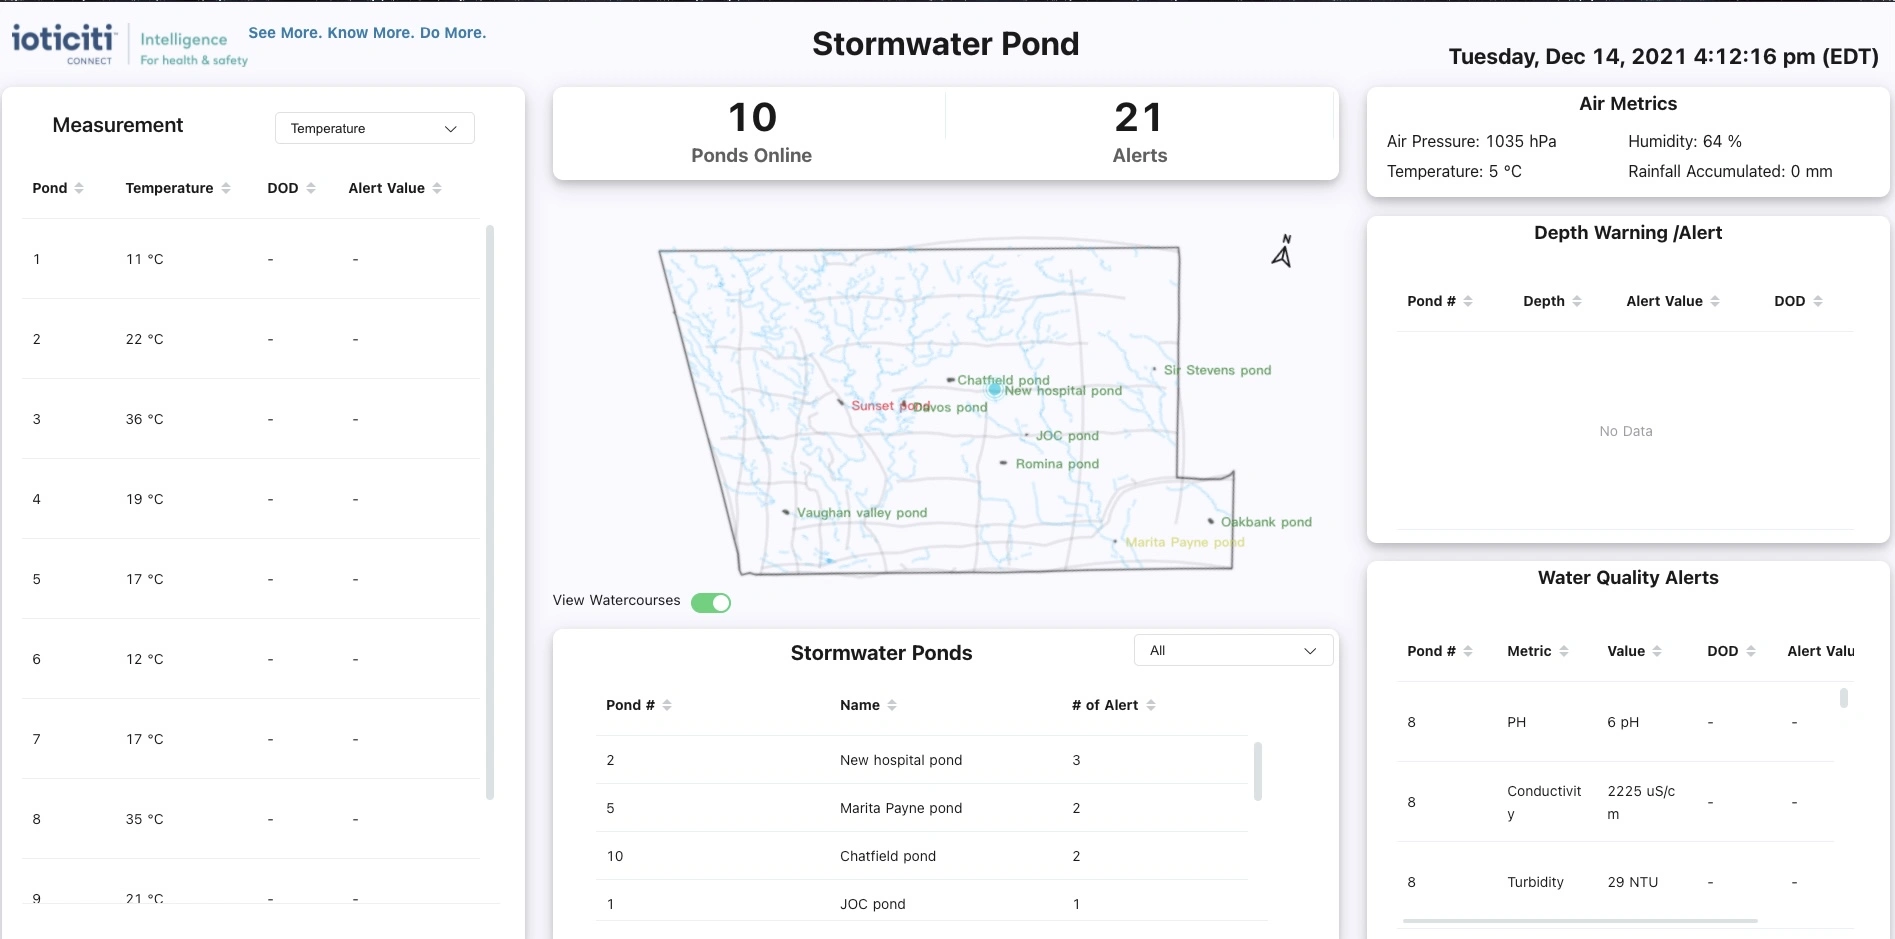 ioticiti
CONNECT
Intelligence
For health & safety
See More. Know More. Do More.
Stormwater Pond
Tuesday, Dec 14, 2021 4:12:16 pm (EDT)
Measurement
Temperature
Pond Temperature DOD Alert Value
1 11 °C - -
2 22 °C - -
3 36 °C - -
4 19 °C - -
5 17 °C - -
6 12 °C - -
7 17 °C - -
8 35 °C - -
9 21 °C - -
10 21
Ponds Online Alerts
N
Sir Stevens pond
Chatfield pond
New hospital pond
Sunset pond
Davos pond
JOC pond
Romina pond
Vaughan valley pond
Oakbank pond
Marita Payne pond
View Watercourses
Stormwater Ponds
All
Pond # Name # of Alert
2 New hospital pond 3
5 Marita Payne pond 2
10 Chatfield pond 2
1 JOC pond 1
Air Metrics
Air Pressure: 1035 hPa Humidity: 64 %
Temperature: 5 °C Rainfall Accumulated: 0 mm
Depth Warning /Alert
Pond # Depth Alert Value DOD
No Data
Water Quality Alerts
Pond # Metric Value DOD Alert Valu
8 PH 6 pH - -
8 Conductivit 2225 uS/c - -
y m
8 Turbidity 29 NTU - -